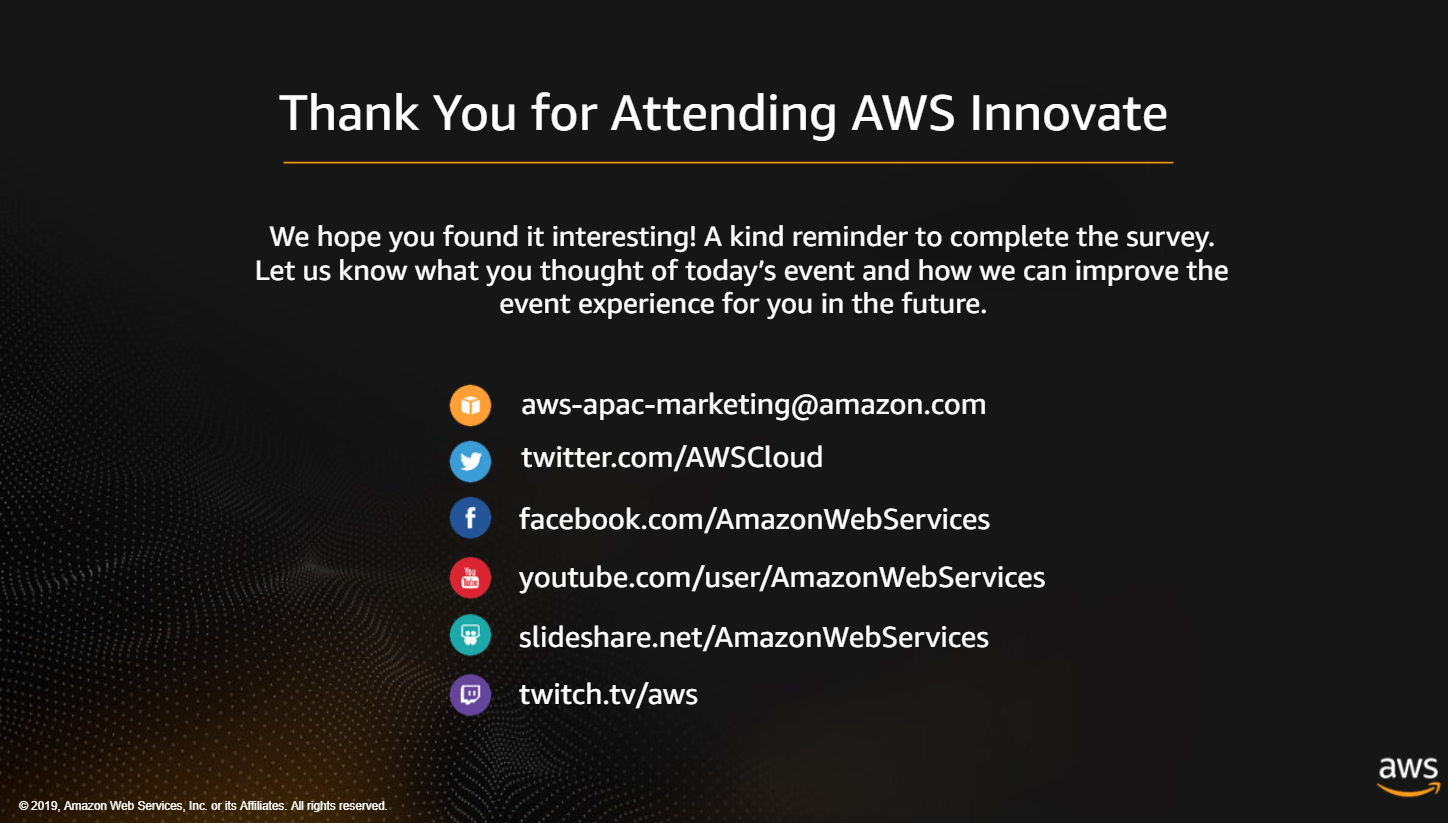 Thank You for Attending AWS Innovate
We hope you found it interesting! A kind reminder to complete the survey.
Let us know what you thought of today’s event and how we can improve the
event experience for you in the future.
aws-apac-marketing@amazon.com
twitter.com/AWSCloud
f
facebook.com/AmazonWebServices
You
Tube
youtube.com/user/AmazonWebServices
slideshare.net/AmazonWebServices
twitch.tv/aws
aws
© 2019, Amazon Web Services, Inc. or its Affiliates. All rights reserved.